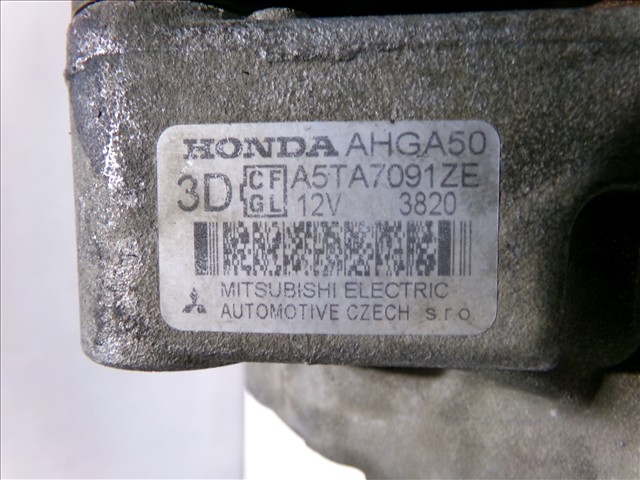 HONDA AHGA50
3D CF GL A5TA7091ZE
12V 3820
MITSUBISHI ELECTRIC
AUTOMOTIVE CZECH s.r.o